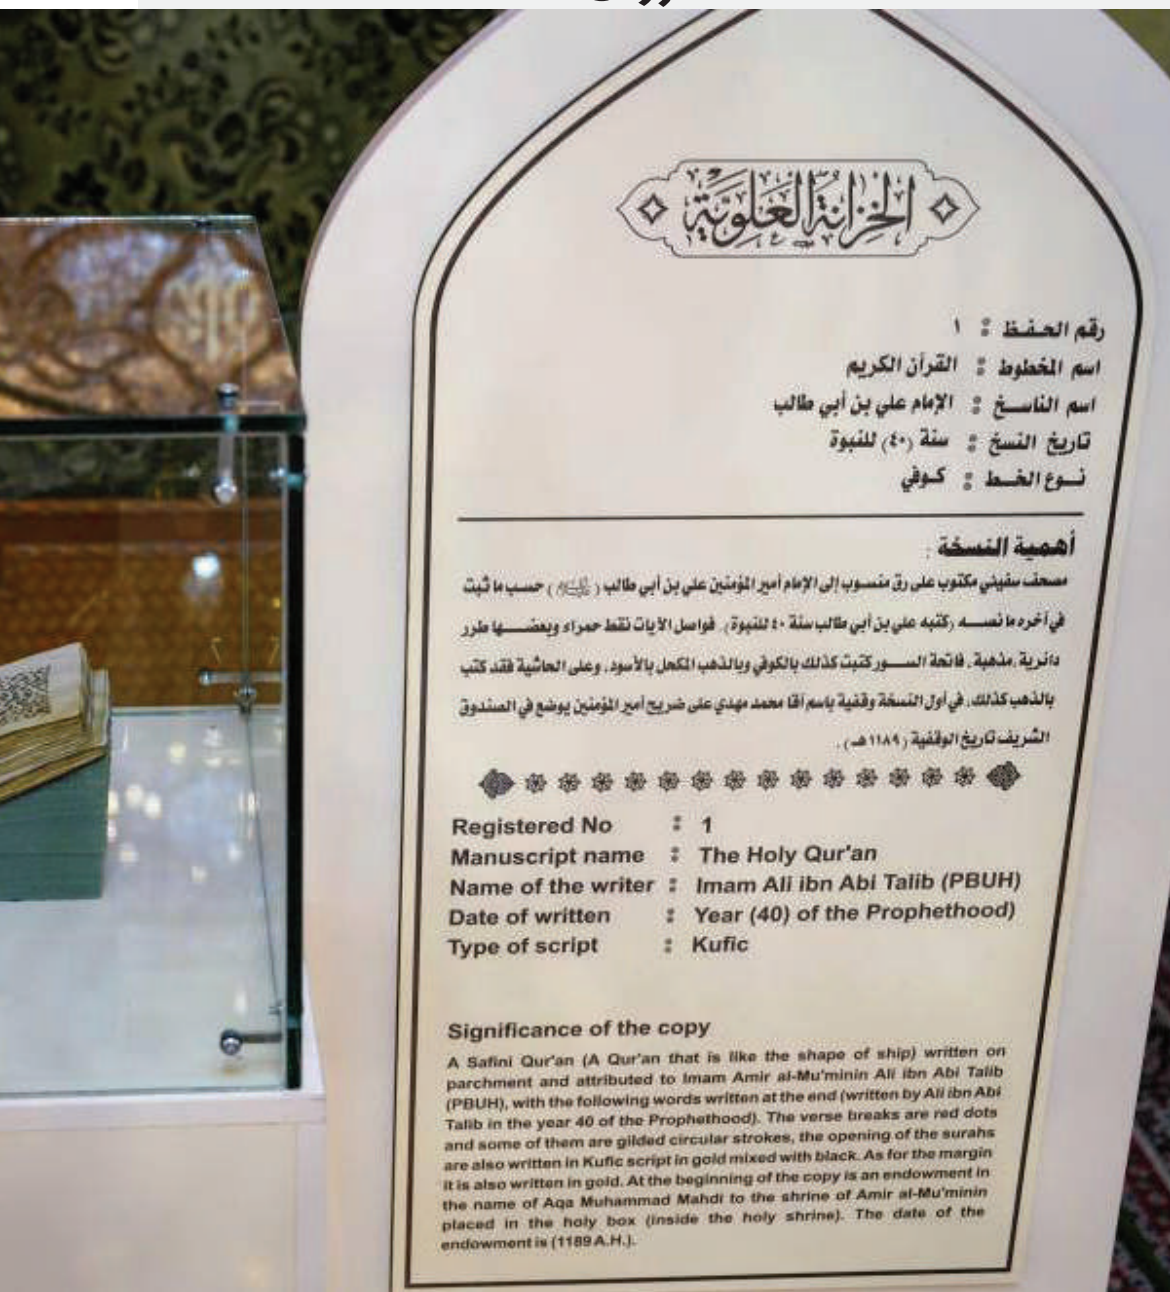 الخزانة العلوية
رقم الحفظ : ١
اسم المخطوط : القرآن الكريم
اسم الناسخ : الإمام علي بن أبي طالب
تاريخ النسخ : سنة (٤٠) للنبوة
نوع الخط : كوفي
أهمية النسخة :
مصحف سفيني مكتوب على رق منسوب إلى الإمام أمير المؤمنين علي بن أبي طالب ( ) حسب ما ثبت
في آخره ما نصه (كتبه علي بن أبي طالب سنة ٤٠ للنبوة). فواصل الآيات نقط حمراء وبعضها طرر
دائرية مذهبة. فاتحة السور كتبت كذلك بالكوفي وبالذهب المكحل بالأسود، وعلى الحاشية فقد كتب
بالذهب كذلك، في أول النسخة وقفية باسم آقا محمد مهدي على ضريح أمير المؤمنين يوضع في الصندوق
الشريف تاريخ الوقفية (١١٨٩هـ).
Registered No : 1
Manuscript name : The Holy Qur'an
Name of the writer : Imam Ali ibn Abi Talib (PBUH)
Date of written : Year (40) of the Prophethood)
Type of script : Kufic
Significance of the copy
A Safini Qur'an (A Qur'an that is like the shape of ship) written on
parchment and attributed to Imam Amir al-Mu'minin Ali ibn Abi Talib
(PBUH), with the following words written at the end (written by Ali ibn Abi
Talib in the year 40 of the Prophethood). The verse breaks are red dots
and some of them are gilded circular strokes, the opening of the surahs
are also written in Kufic script in gold mixed with black. As for the margin
it is also written in gold. At the beginning of the copy is an endowment in
the name of Aqa Muhammad Mahdi to the shrine of Amir al-Mu'minin
placed in the holy box (inside the holy shrine). The date of the
endowment is (1189 A.H.).